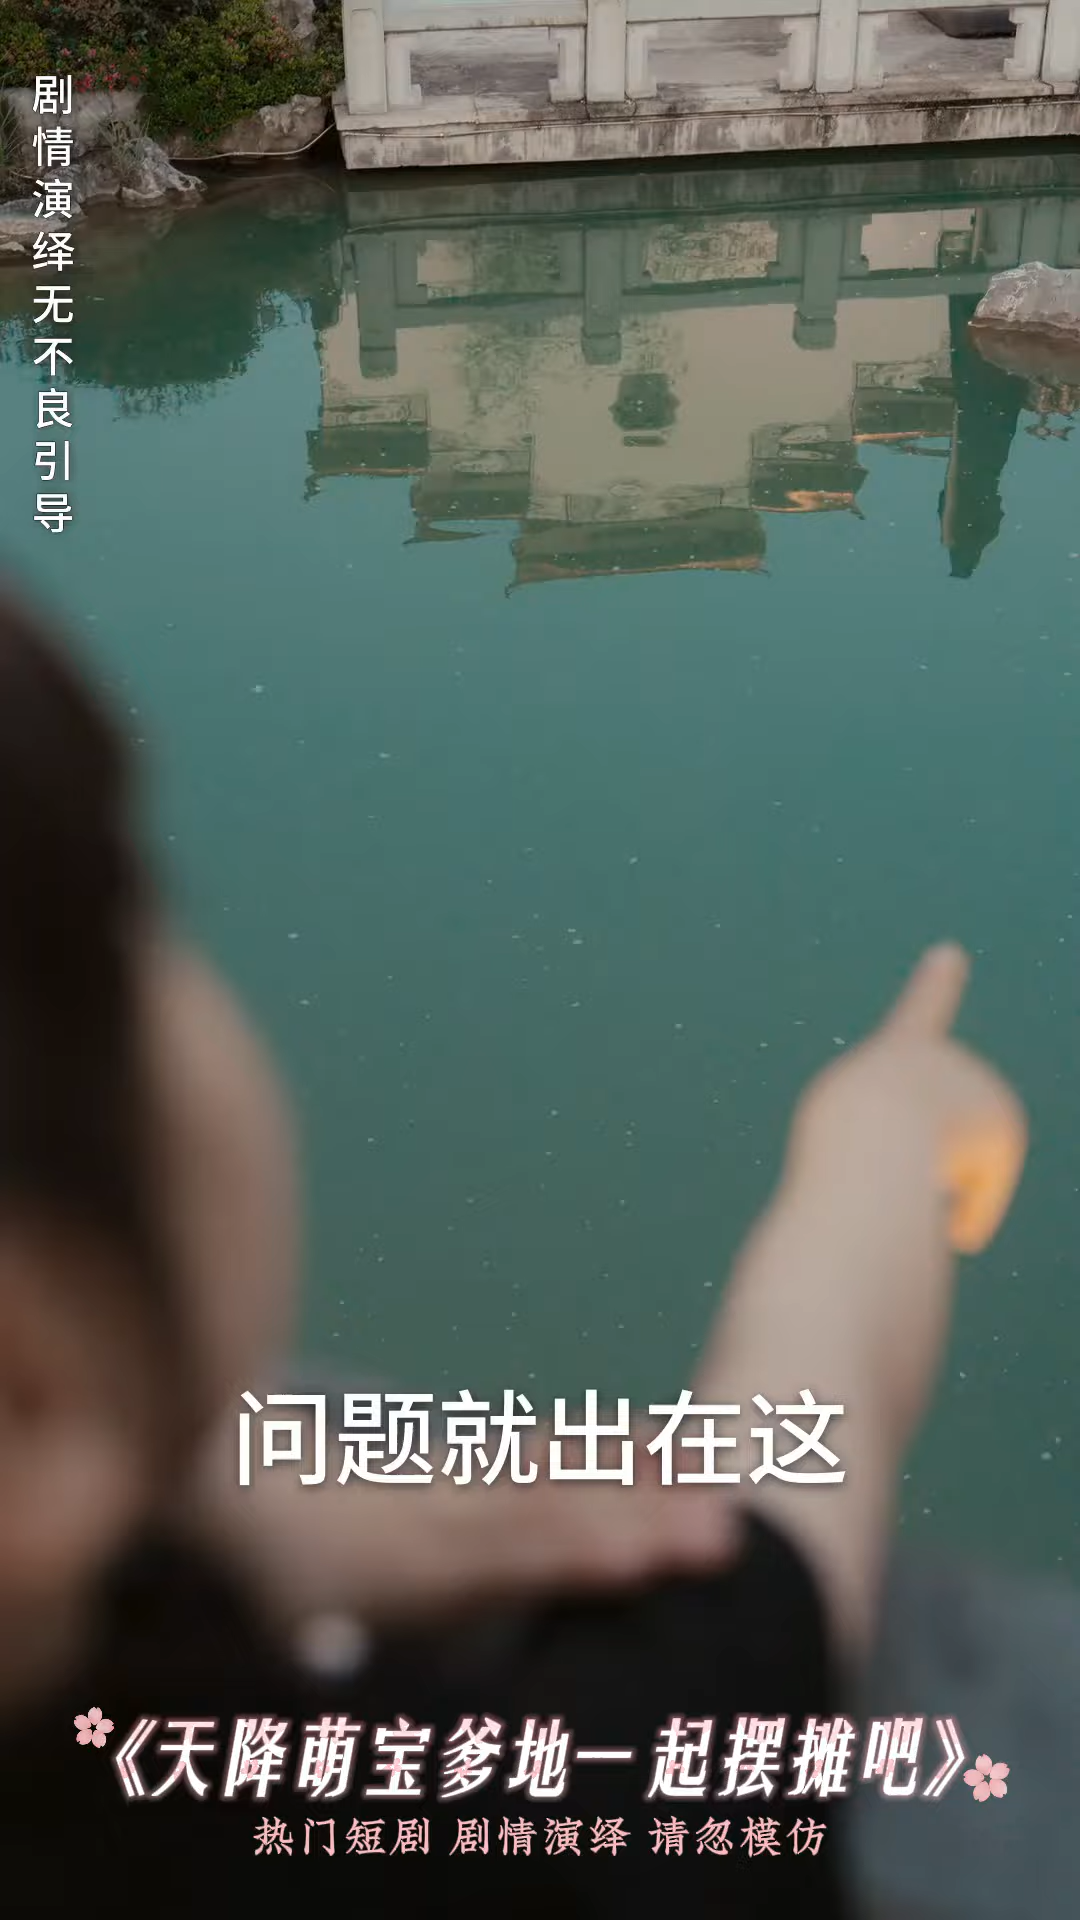 剧情演绎无不良引导
问题就出在这
《天降萌宝爹地一起摆摊吧》
热门短剧 剧情演绎 请忽模仿